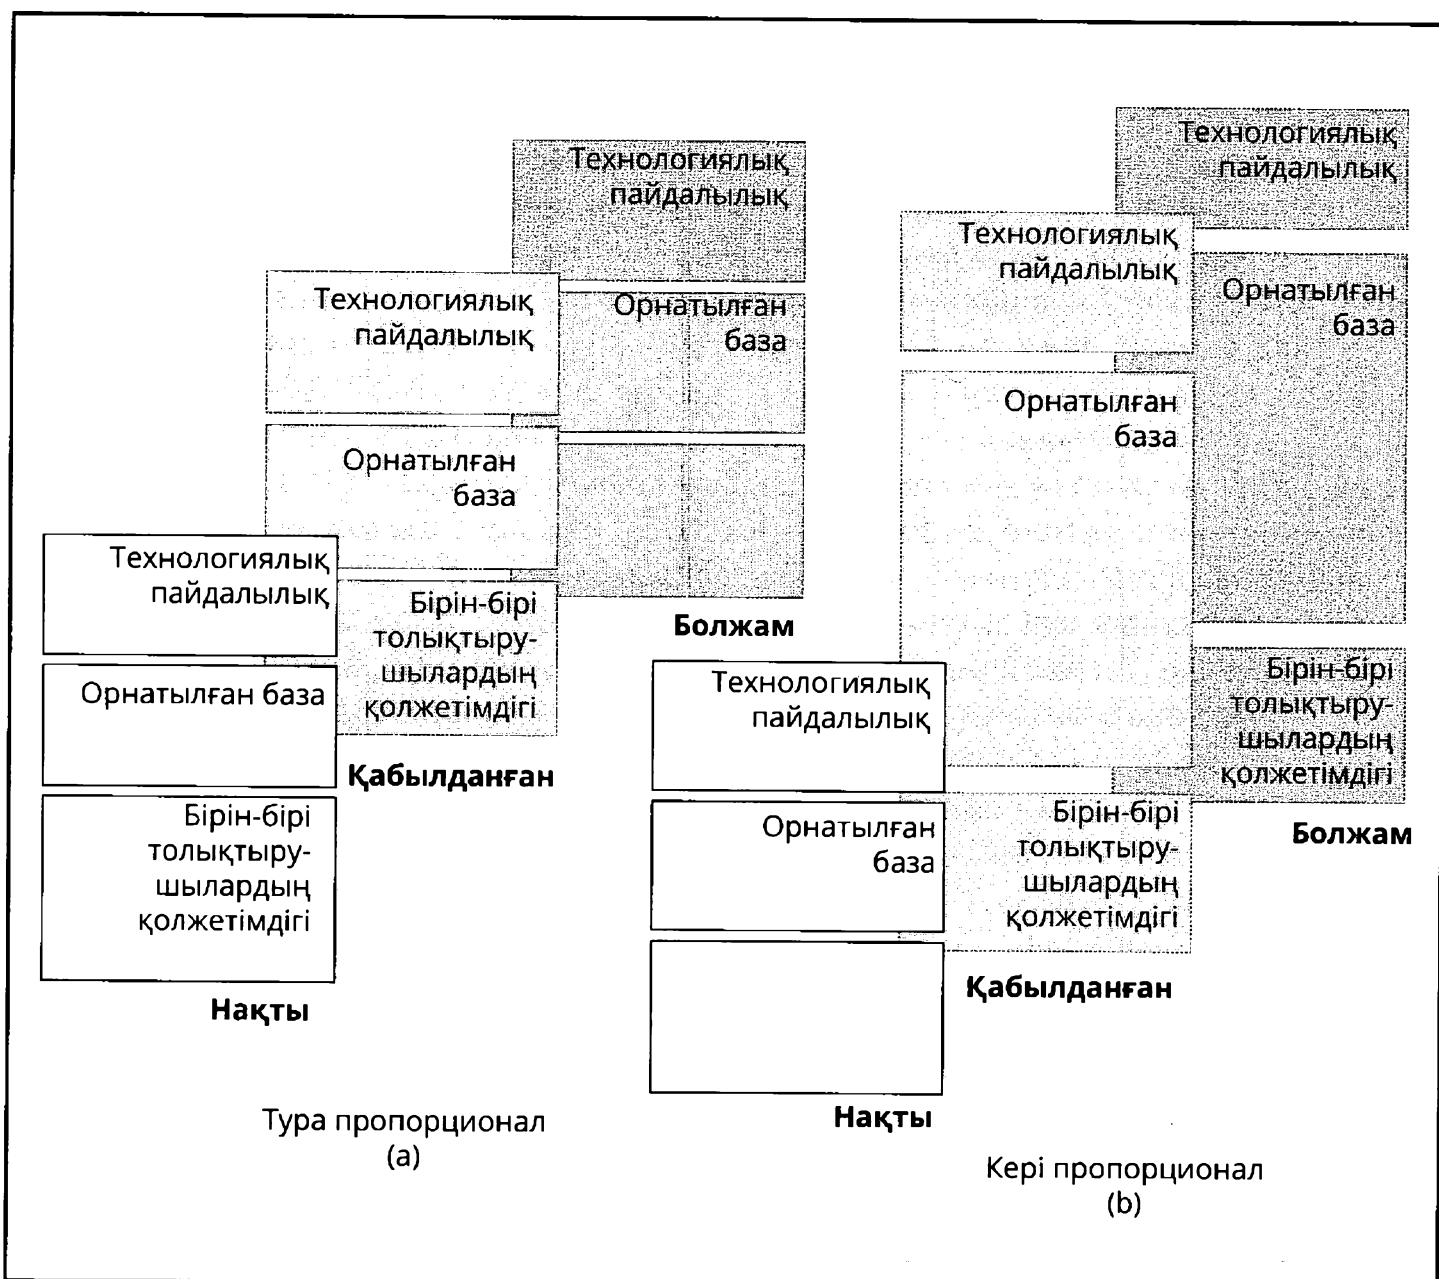 Технологиялық
пайдалылық
Орнатылған
база
Болжам
Технологиялық
пайдалылық
Орнатылған
база
Бірін-бірі
толықтыру-
шылардың
қолжетімдігі
Қабылданған
Технологиялық
пайдалылық
Орнатылған база
Бірін-бірі
толықтыру-
шылардың
қолжетімдігі
Нақты
Тура пропорционал
(a)
Технологиялық
пайдалылық
Орнатылған
база
Бірін-бірі
толықтыру-
шылардың
қолжетімдігі
Болжам
Технологиялық
пайдалылық
Орнатылған
база
Бірін-бірі
толықтыру-
шылардың
қолжетімдігі
Қабылданған
Технологиялық
пайдалылық
Орнатылған
база
Нақты
Кері пропорционал
(b)